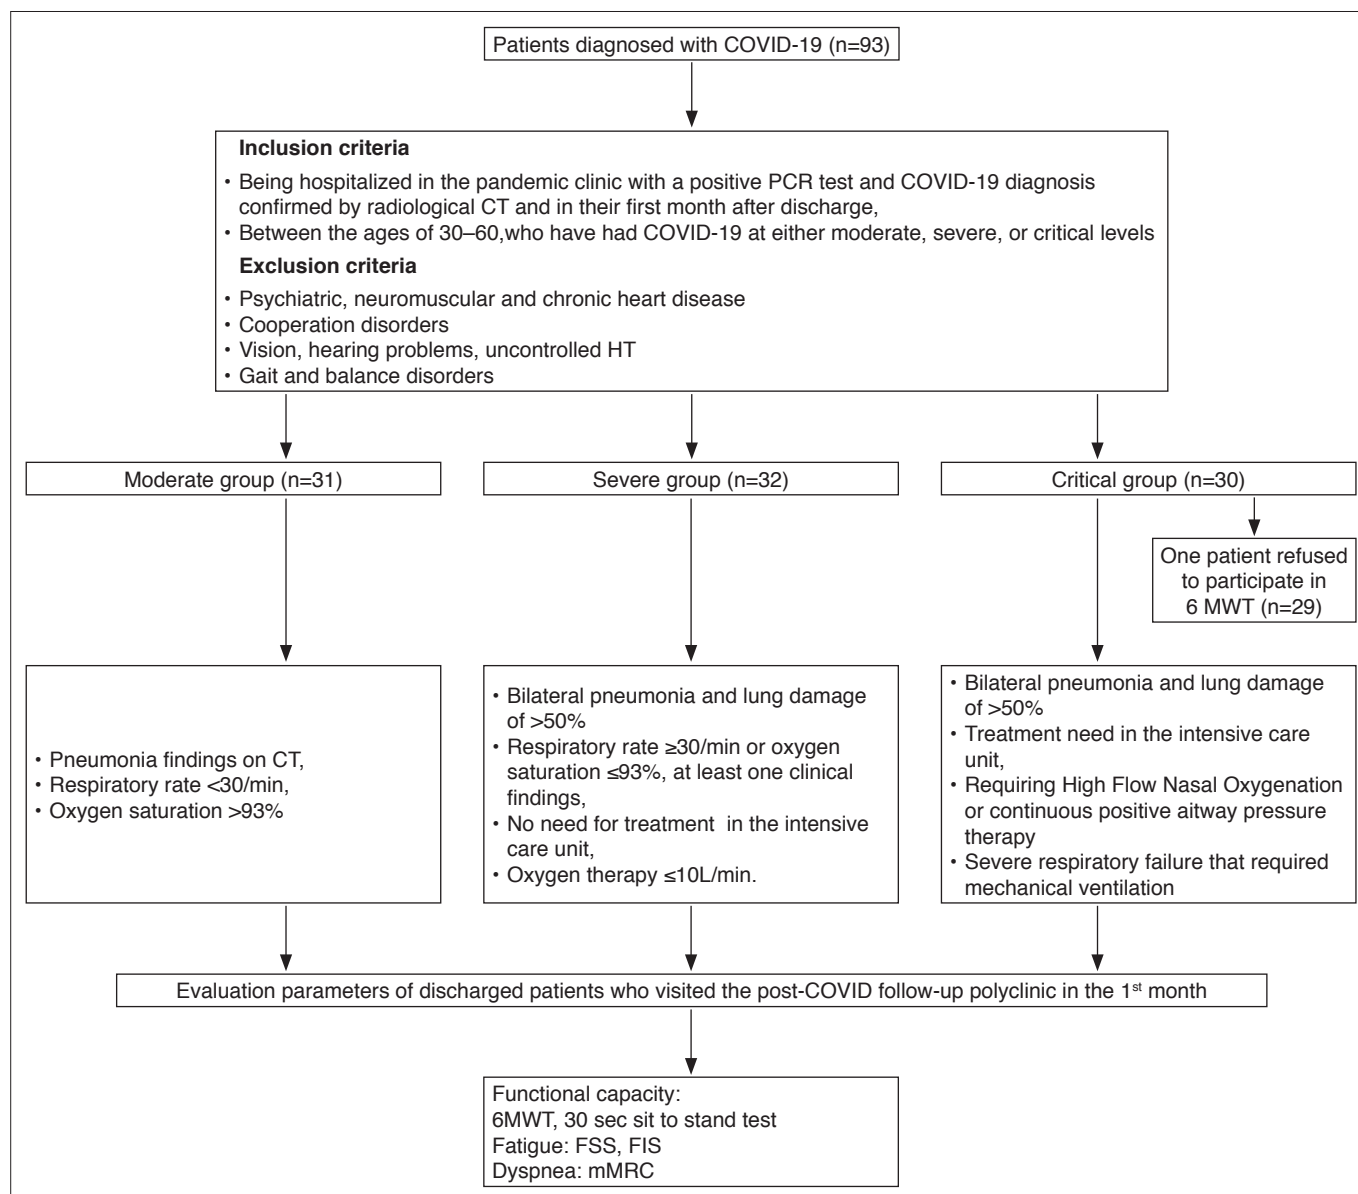 Patients diagnosed with COVID-19 (n=93)
Inclusion criteria
• Being hospitalized in the pandemic clinic with a positive PCR test and COVID-19 diagnosis
confirmed by radiological CT and in their first month after discharge,
• Between the ages of 30–60,who have had COVID-19 at either moderate, severe, or critical levels
Exclusion criteria
• Psychiatric, neuromuscular and chronic heart disease
• Cooperation disorders
• Vision, hearing problems, uncontrolled HT
• Gait and balance disorders
Moderate group (n=31)
Severe group (n=32)
Critical group (n=30)
One patient refused
to participate in
6 MWT (n=29)
• Pneumonia findings on CT,
• Respiratory rate <30/min,
• Oxygen saturation >93%
• Bilateral pneumonia and lung damage
of >50%
• Respiratory rate ≥30/min or oxygen
saturation ≤93%, at least one clinical
findings,
• No need for treatment in the intensive
care unit,
• Oxygen therapy ≤10L/min.
• Bilateral pneumonia and lung damage
of >50%
• Treatment need in the intensive care
unit,
• Requiring High Flow Nasal Oxygenation
or continuous positive aitway pressure
therapy
• Severe respiratory failure that required
mechanical ventilation
Evaluation parameters of discharged patients who visited the post-COVID follow-up polyclinic in the 1st month
Functional capacity:
6MWT, 30 sec sit to stand test
Fatigue: FSS, FIS
Dyspnea: mMRC